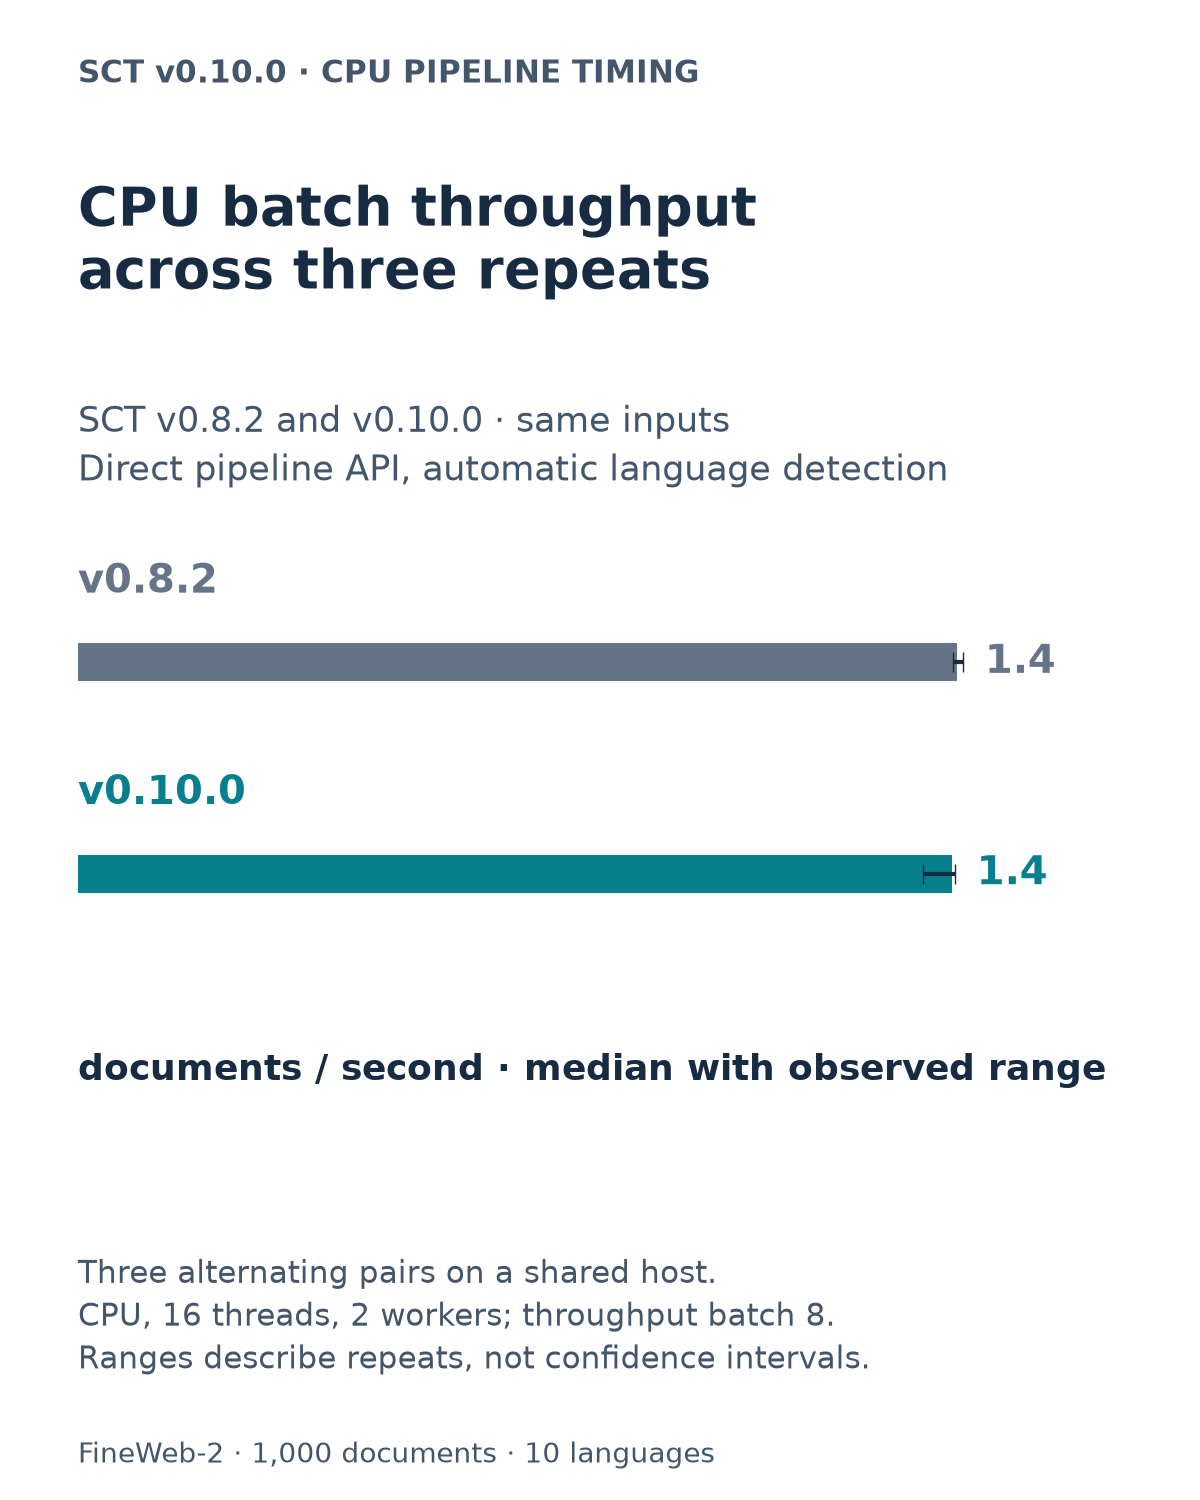 SCT v0.10.0 · CPU PIPELINE TIMING
CPU batch throughput
across three repeats
SCT v0.8.2 and v0.10.0 · same inputs
Direct pipeline API, automatic language detection
v0.8.2
1.4
v0.10.0
1.4
documents / second · median with observed range
Three alternating pairs on a shared host.
CPU, 16 threads, 2 workers; throughput batch 8.
Ranges describe repeats, not confidence intervals.
FineWeb-2 · 1,000 documents · 10 languages